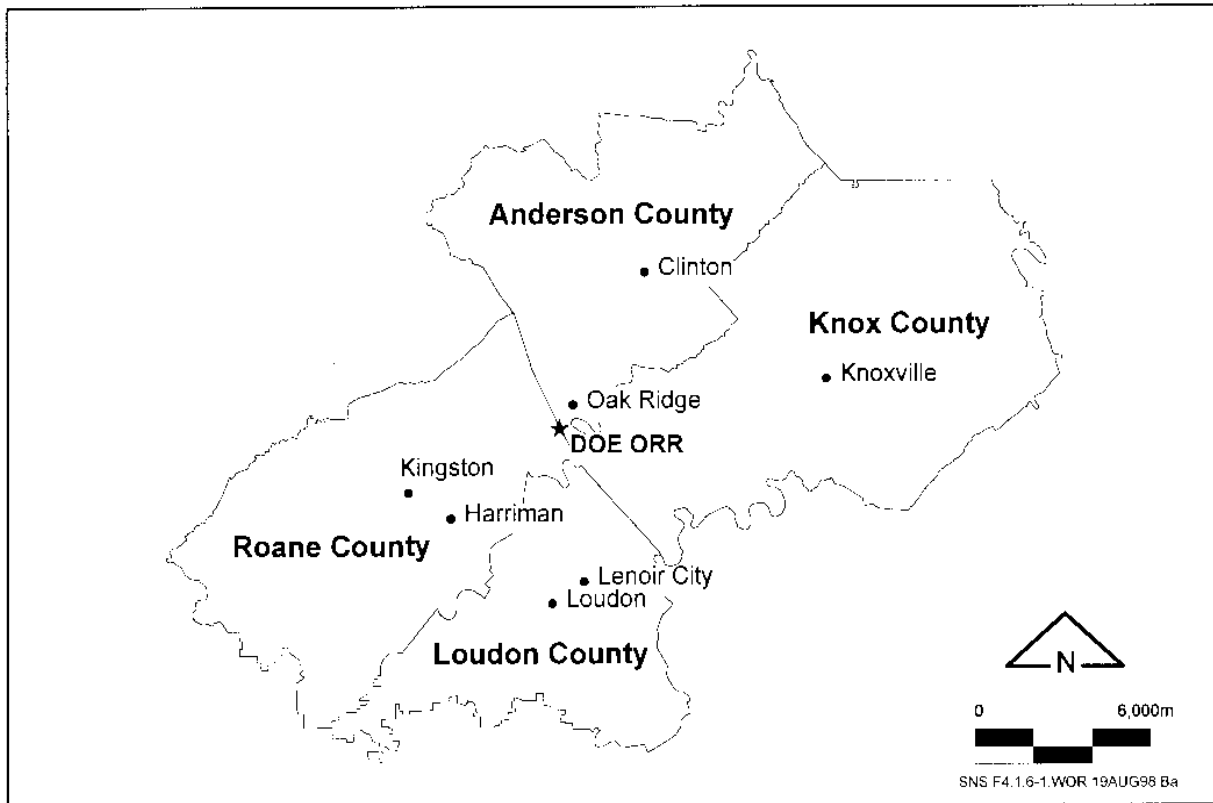 Anderson County
Clinton
Knox County
Knoxville
Oak Ridge
DOE ORR
Kingston
Harriman
Roane County
Lenoir City
Loudon
Loudon County
N
0 6,000m
SNS F4.1.6-1.WOR 19AUG98 Ba